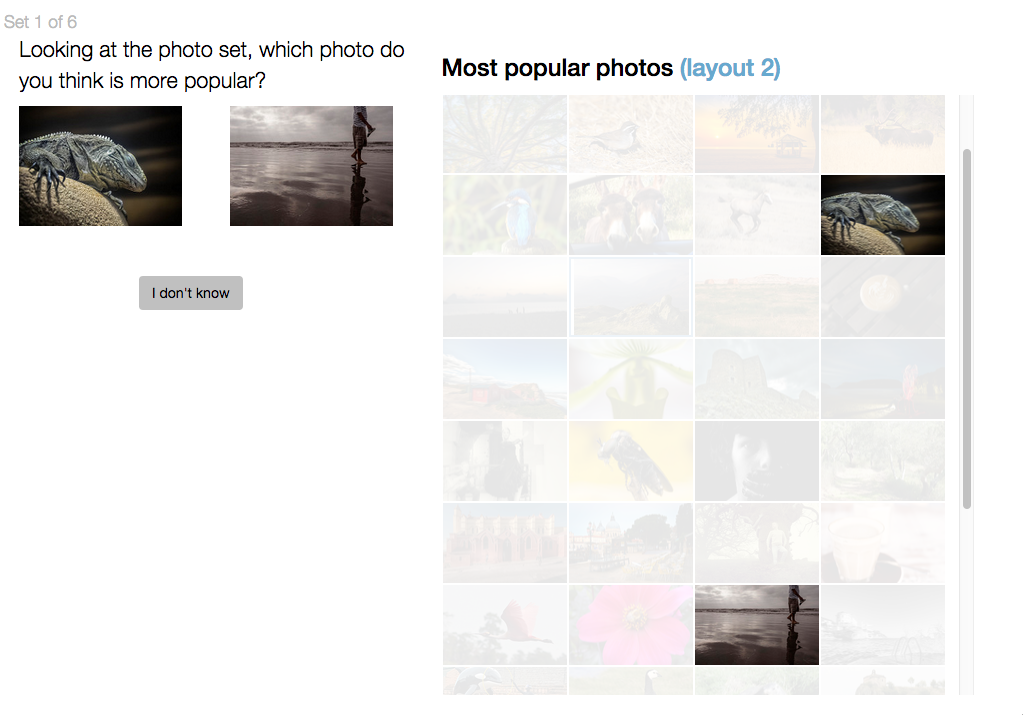 Set 1 of 6
Looking at the photo set, which photo do
you think is more popular?
I don't know
Most popular photos (layout 2)